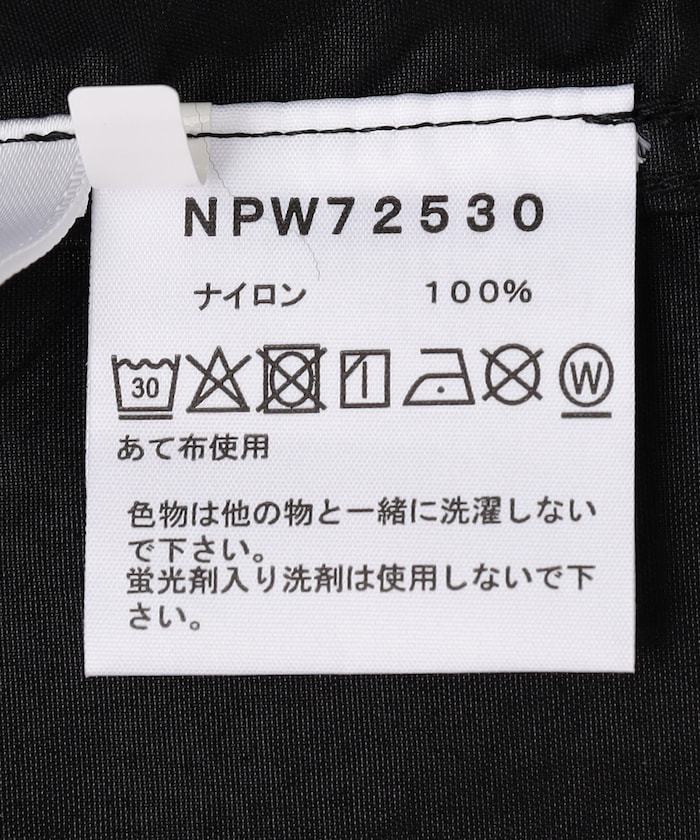 NPW72530
ナイロン 100%
30 W
あて布使用
色物は他の物と一緒に洗濯しない
で下さい。
蛍光剤入り洗剤は使用しないで下
さい。